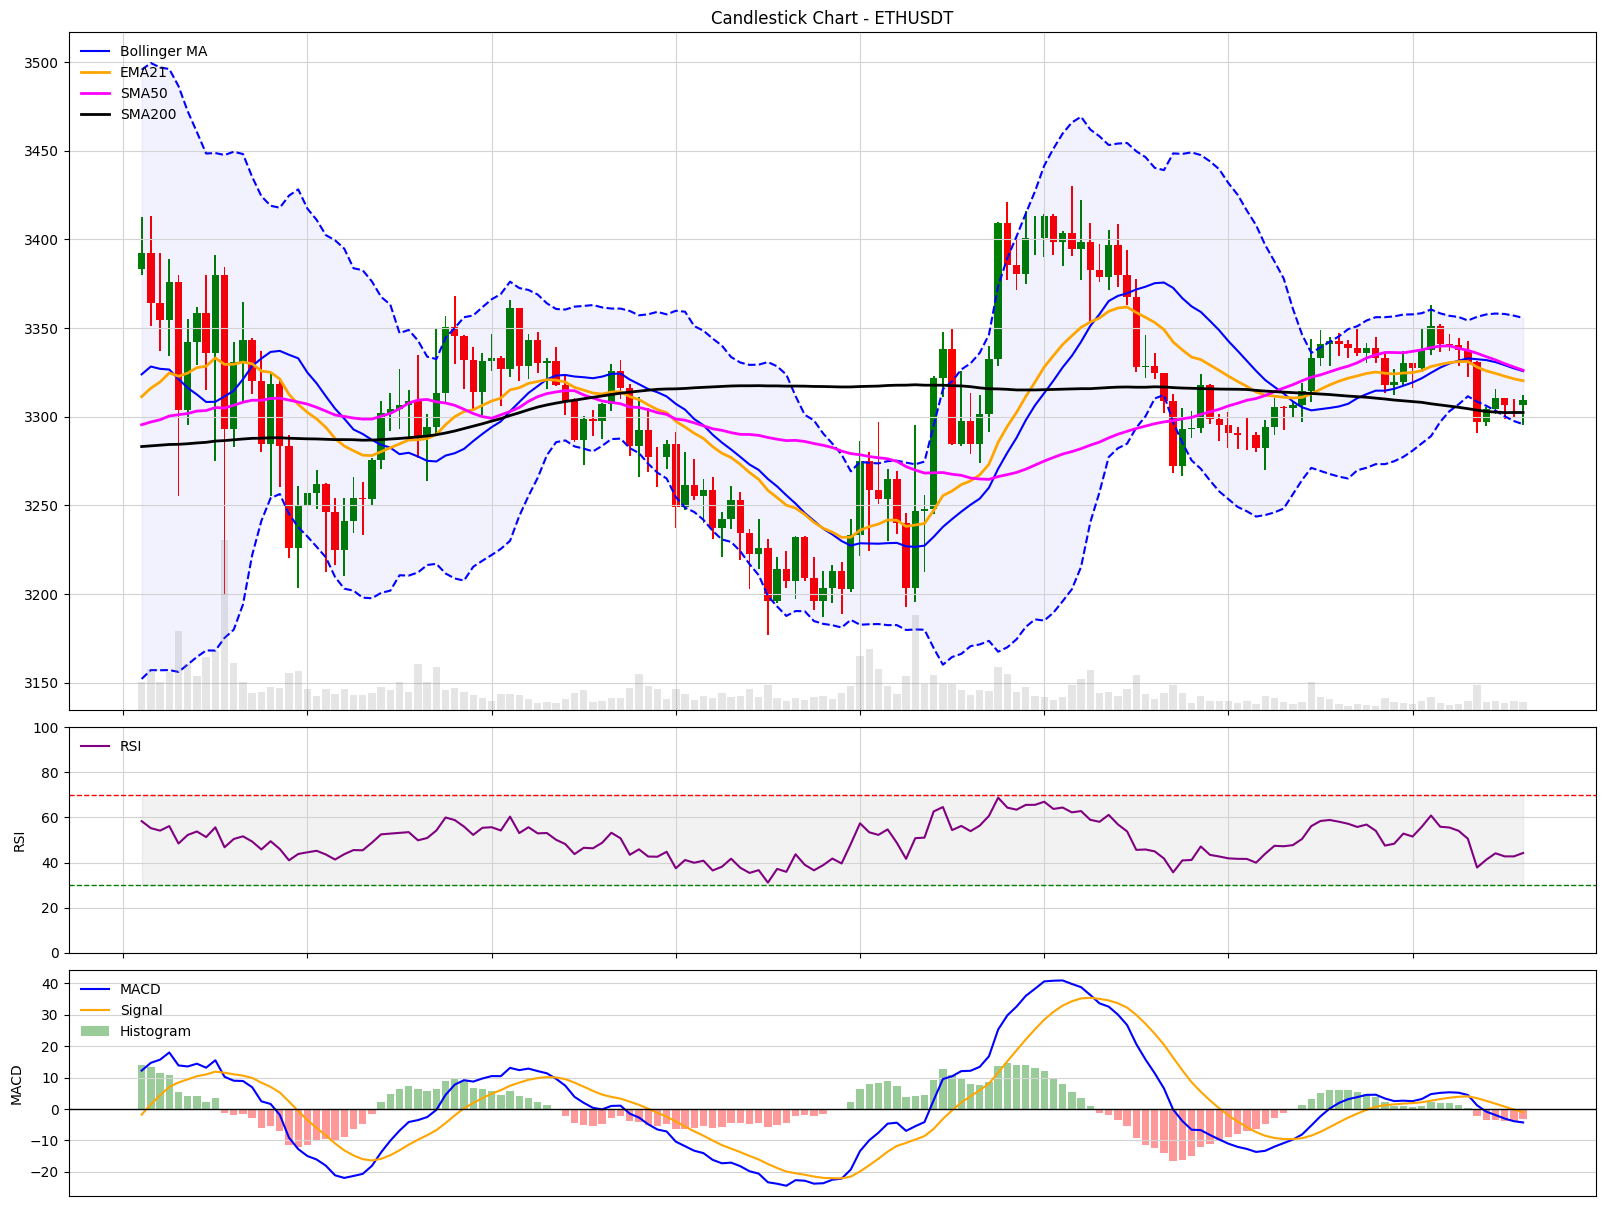 Candlestick Chart - ETHUSDT
Bollinger MA
EMA21
SMA50
SMA200
3500
3450
3400
3350
3300
3250
3200
3150
RSI
100
80
60
40
20
0
RSI
MACD
Signal
Histogram
40
30
20
10
0
−10
−20
MACD